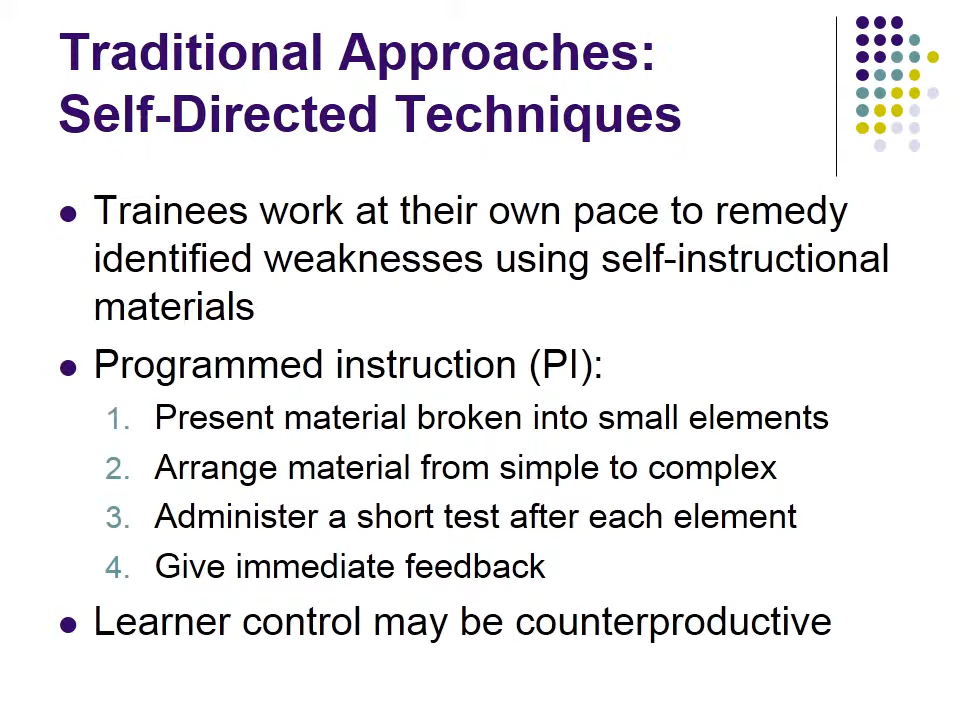 Traditional Approaches:
Self-Directed Techniques
● Trainees work at their own pace to remedy
identified weaknesses using self-instructional
materials
● Programmed instruction (PI):
1. Present material broken into small elements
2. Arrange material from simple to complex
3. Administer a short test after each element
4. Give immediate feedback
● Learner control may be counterproductive